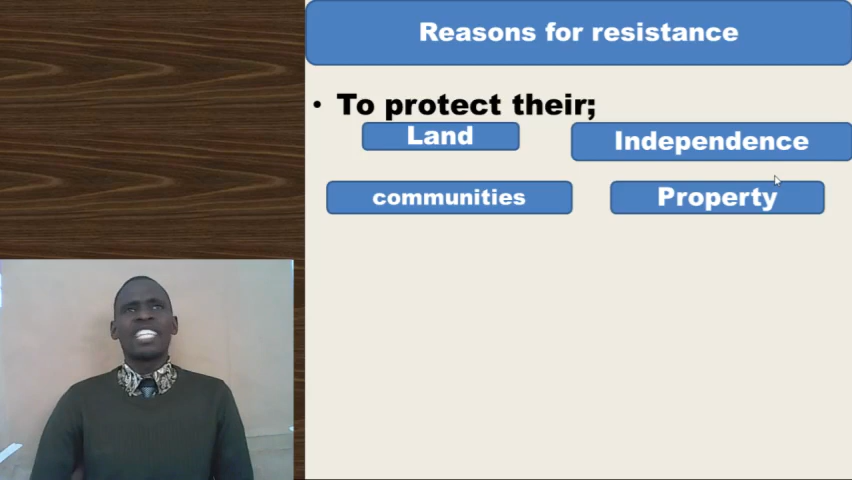 Reasons for resistance
• To protect their;
Land
Independence
communities
Property